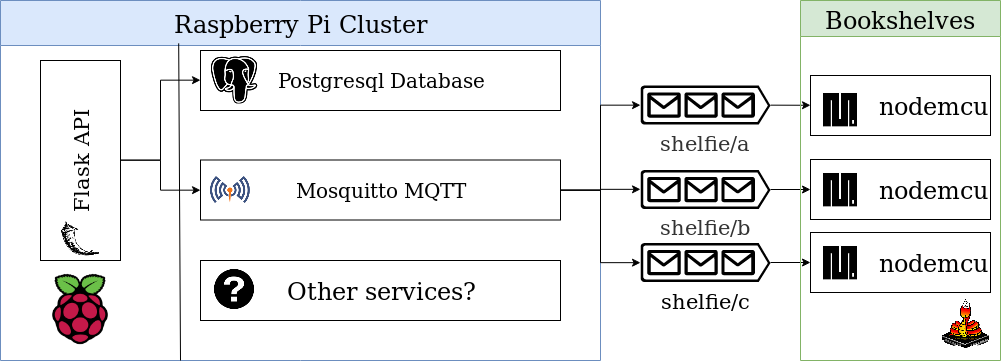 Raspberry Pi Cluster
Bookshelves
Flask API
Postgresql Database
Mosquitto MQTT
Other services?
?
shelfie/a
shelfie/b
shelfie/c
nodemcu
nodemcu
nodemcu